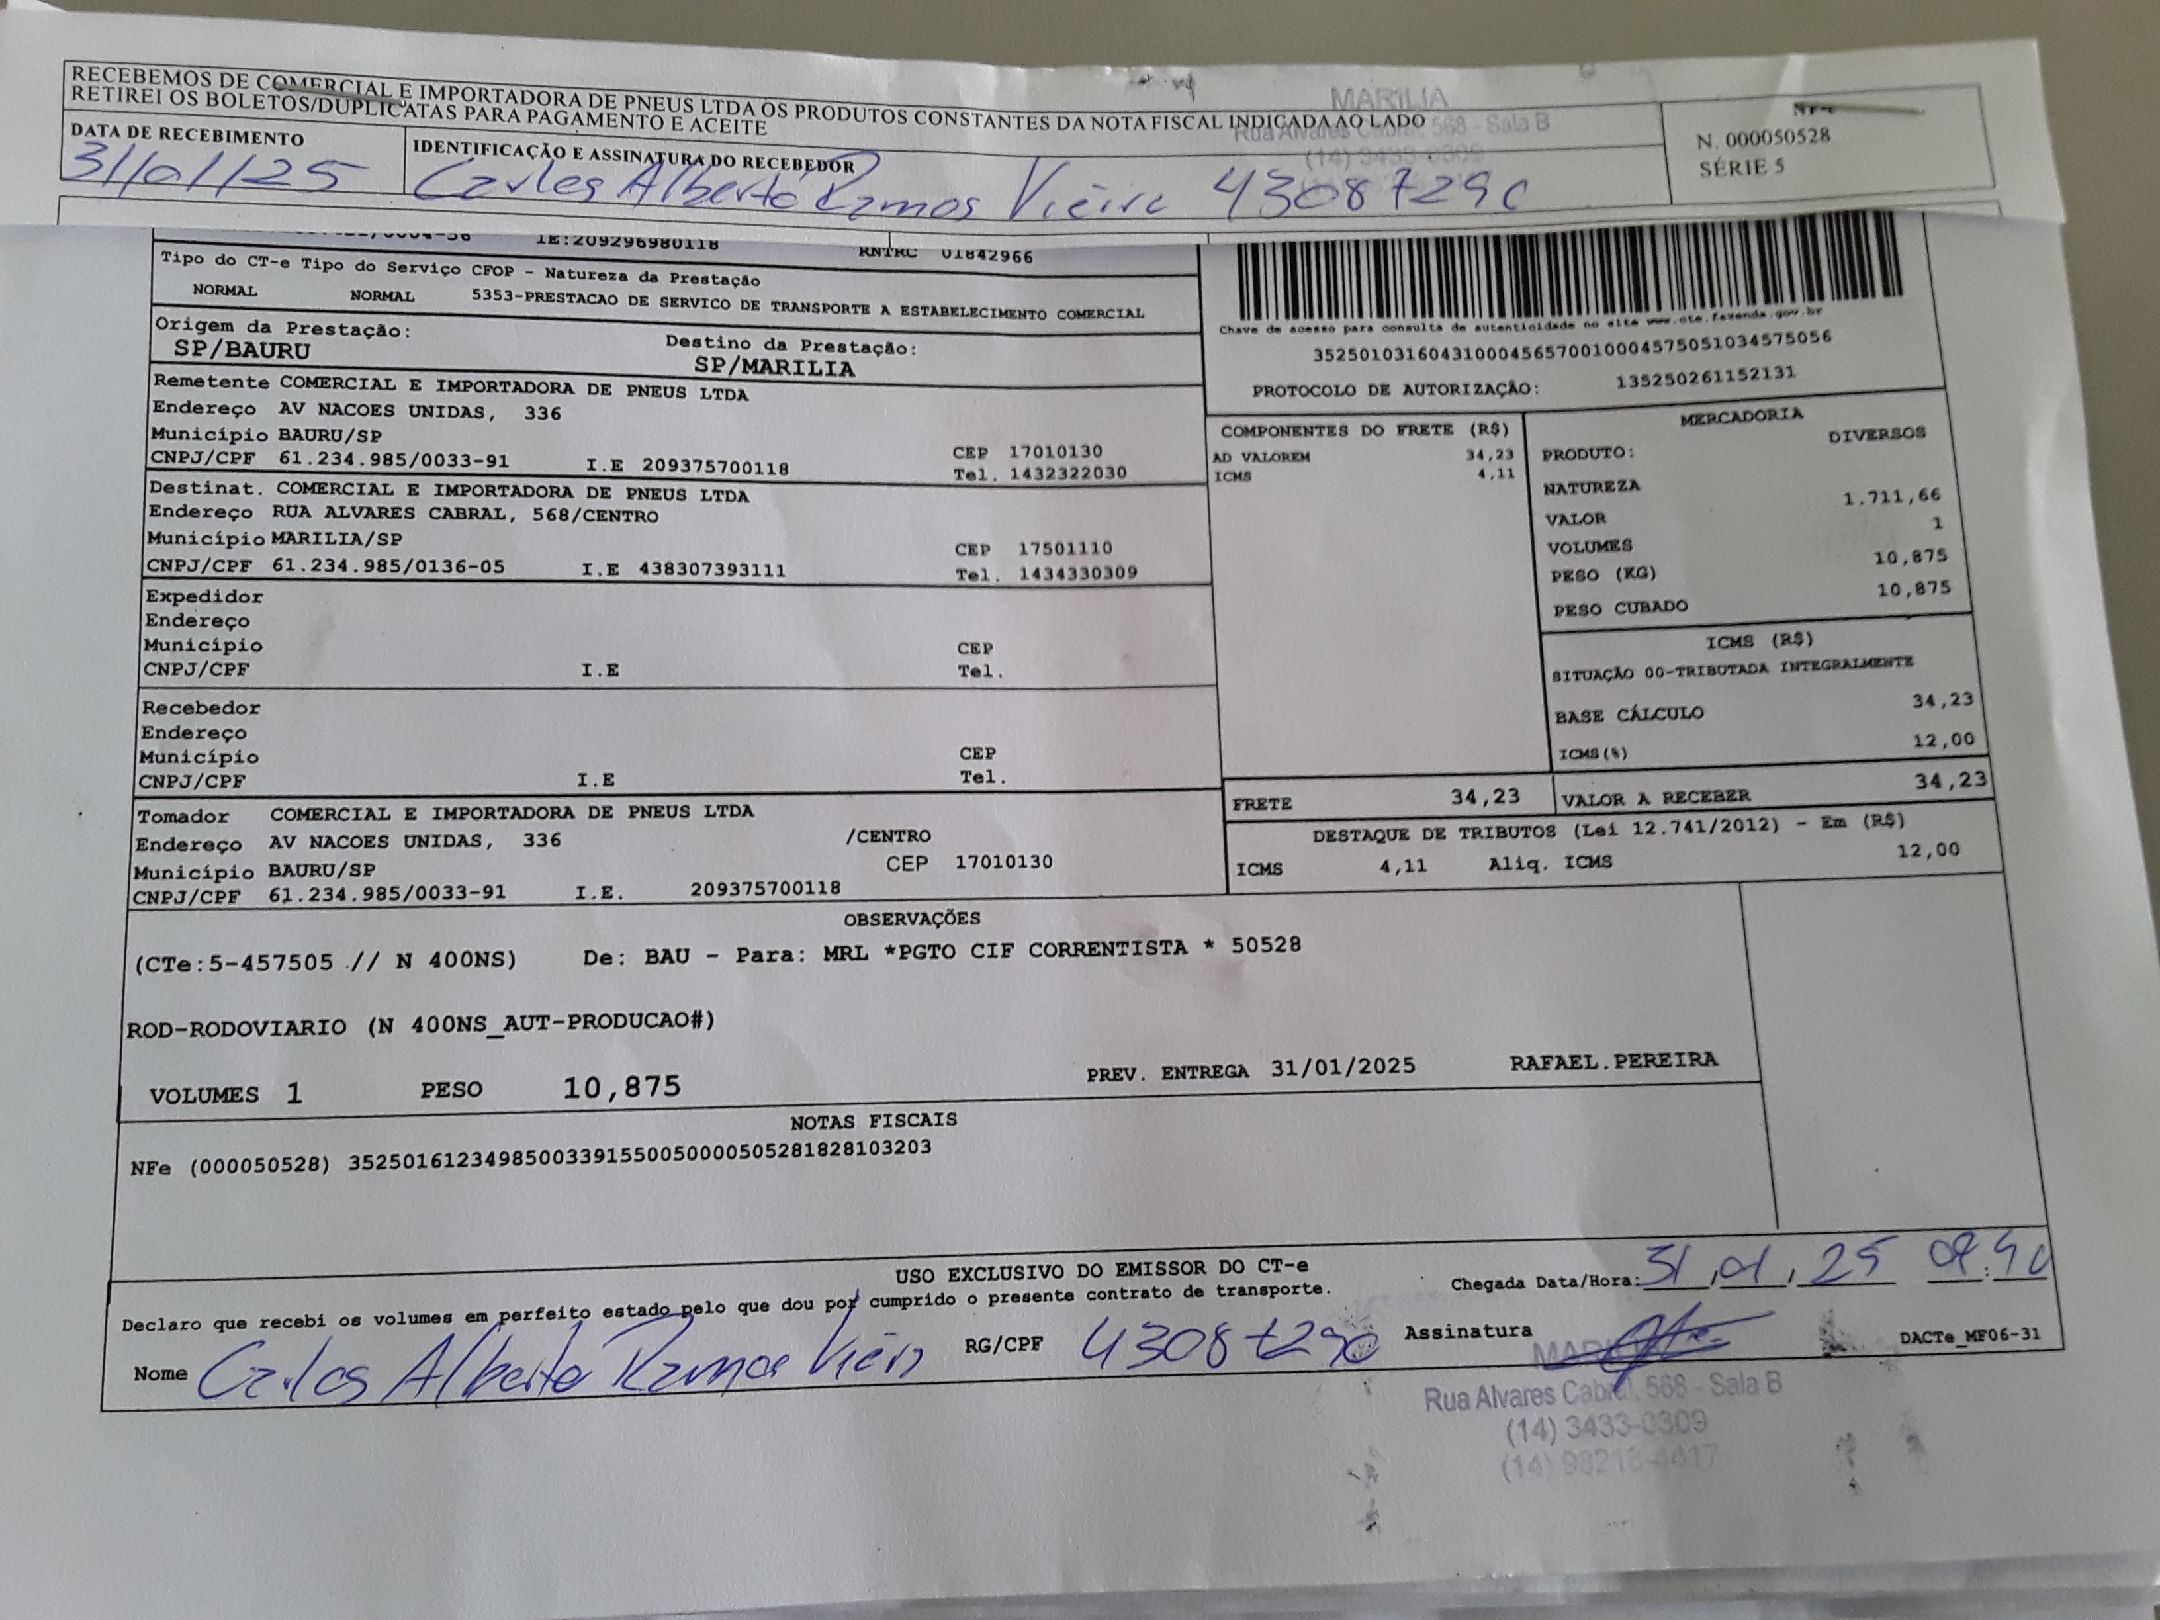 RECEBEMOS DE COMERCIAL E IMPORTADORA DE PNEUS LTDA OS PRODUTOS CONSTANTES DA NOTA FISCAL INDICADA AO LADO
RETIREI OS BOLETOS/DUPLICATAS PARA PAGAMENTO E ACEITE
DATA DE RECEBIMENTO
31/01/25
IDENTIFICAÇÃO E ASSINATURA DO RECEBEDOR
Carlos Alberto Ramos Vieira 43087290
MARILIA
Rua Alvares Cabral, 568 - Sala B
(14) 3433-0309
N. 000050528
SÉRIE 5
IE:209296980118 RNTRC 01842966
Tipo do CT-e Tipo do Serviço CFOP - Natureza da Prestação
NORMAL NORMAL 5353-PRESTACAO DE SERVICO DE TRANSPORTE A ESTABELECIMENTO COMERCIAL
Origem da Prestação: Destino da Prestação:
SP/BAURU SP/MARILIA
Remetente COMERCIAL E IMPORTADORA DE PNEUS LTDA
Endereço AV NACOES UNIDAS, 336
Município BAURU/SP CEP 17010130
CNPJ/CPF 61.234.985/0033-91 I.E 209375700118 Tel. 1432322030
Destinat. COMERCIAL E IMPORTADORA DE PNEUS LTDA
Endereço RUA ALVARES CABRAL, 568/CENTRO
Município MARILIA/SP CEP 17501110
CNPJ/CPF 61.234.985/0136-05 I.E 438307393111 Tel. 1434330309
Expedidor
Endereço
Município CEP
CNPJ/CPF I.E Tel.
Recebedor
Endereço
Município CEP
CNPJ/CPF I.E Tel.
Tomador COMERCIAL E IMPORTADORA DE PNEUS LTDA
Endereço AV NACOES UNIDAS, 336 /CENTRO
Município BAURU/SP CEP 17010130
CNPJ/CPF 61.234.985/0033-91 I.E. 209375700118
Chave de acesso para consulta de autenticidade no site www.cte.fazenda.gov.br
35250103160431000456570010004575051034575056
PROTOCOLO DE AUTORIZAÇÃO: 135250261152131
COMPONENTES DO FRETE (R$)
AD VALOREM 34,23
ICMS 4,11
MERCADORIA
PRODUTO: DIVERSOS
NATUREZA
VALOR 1.711,66
VOLUMES 1
PESO (KG) 10,875
PESO CUBADO 10,875
ICMS (R$)
SITUAÇÃO 00-TRIBUTADA INTEGRALMENTE
BASE CÁLCULO 34,23
ICMS(%) 12,00
FRETE 34,23 VALOR A RECEBER 34,23
DESTAQUE DE TRIBUTOS (Lei 12.741/2012) - Em (R$)
ICMS 4,11 Aliq. ICMS 12,00
OBSERVAÇÕES
(CTe:5-457505 // N 400NS) De: BAU - Para: MRL *PGTO CIF CORRENTISTA * 50528
ROD-RODOVIARIO (N 400NS_AUT-PRODUCAO#)
VOLUMES 1 PESO 10,875 PREV. ENTREGA 31/01/2025 RAFAEL.PEREIRA
NOTAS FISCAIS
NFe (000050528) 35250161234985003391550050000505281828103203
USO EXCLUSIVO DO EMISSOR DO CT-e
Declaro que recebi os volumes em perfeito estado pelo que dou por cumprido o presente contrato de transporte.
Chegada Data/Hora: 31,01,25 09:40
Nome Carlos Alberto Ramos Vieira RG/CPF 43087290 Assinatura
DACTe_MF06-31
Rua Alvares Cabral, 568 - Sala B
(14) 3433-0309